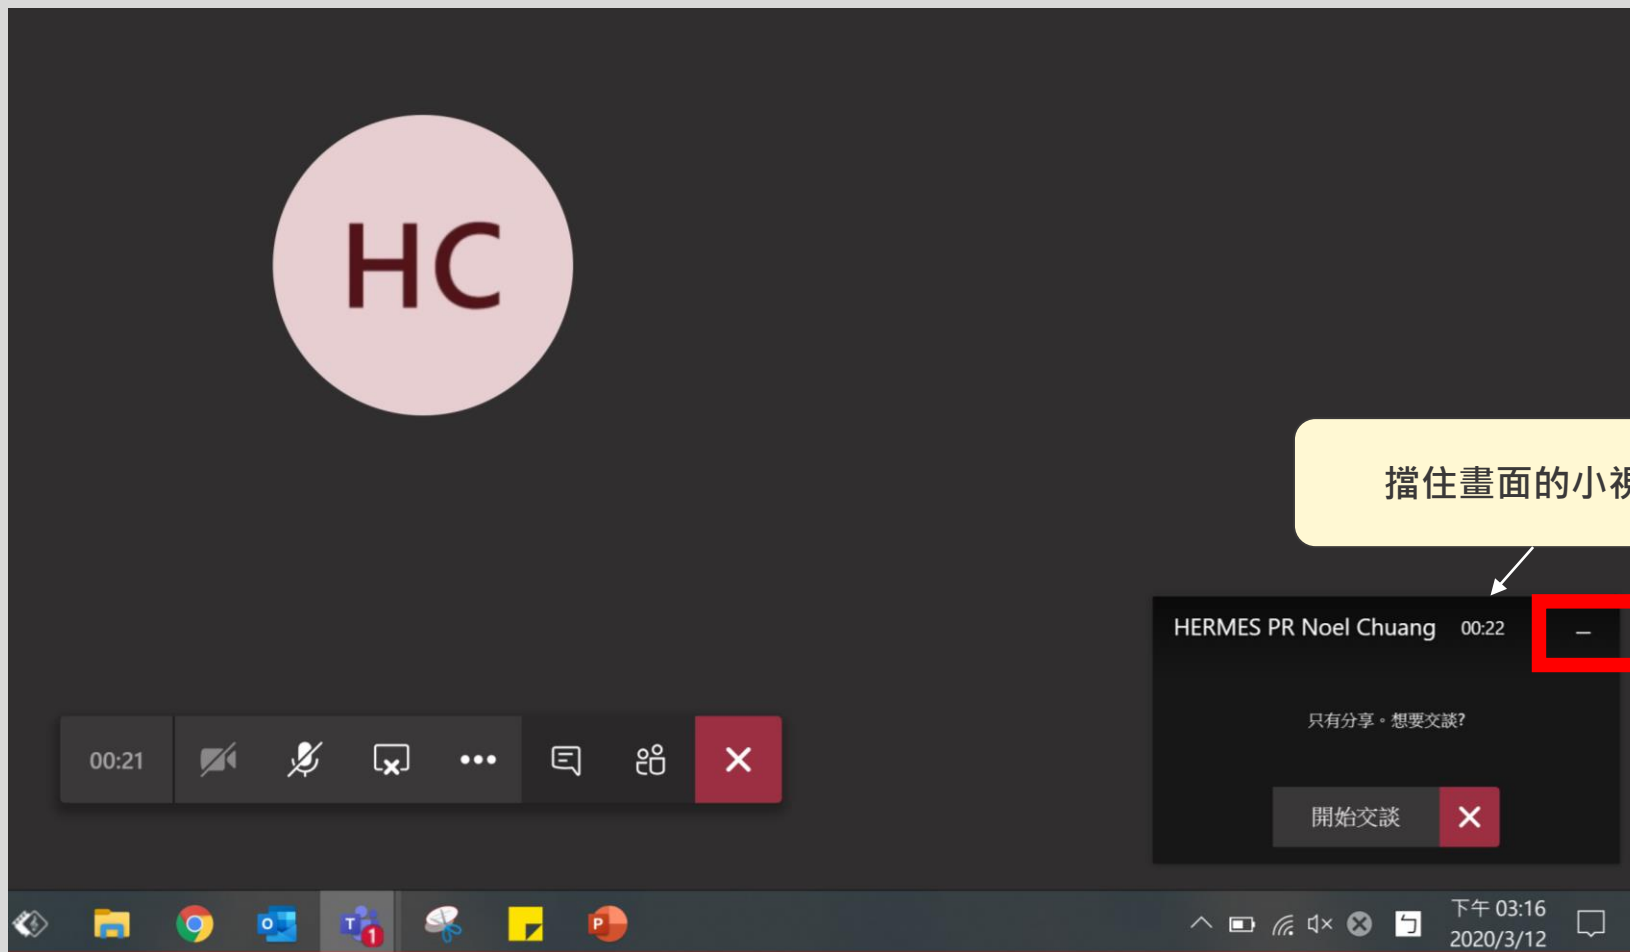 HC
擋住畫面的小視
HERMES PR Noel Chuang 00:22
只有分享。想要交談?
00:21
開始交談
下午 03:16
2020/3/12